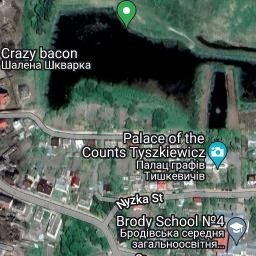 Crazy bacon
Шалена Шкварка
Palace of the
Counts Tyszkiewicz
Палац графів
Тишкевичів
Nyzka St
Brody School №4
Бродівська середня
загальноосвітня...